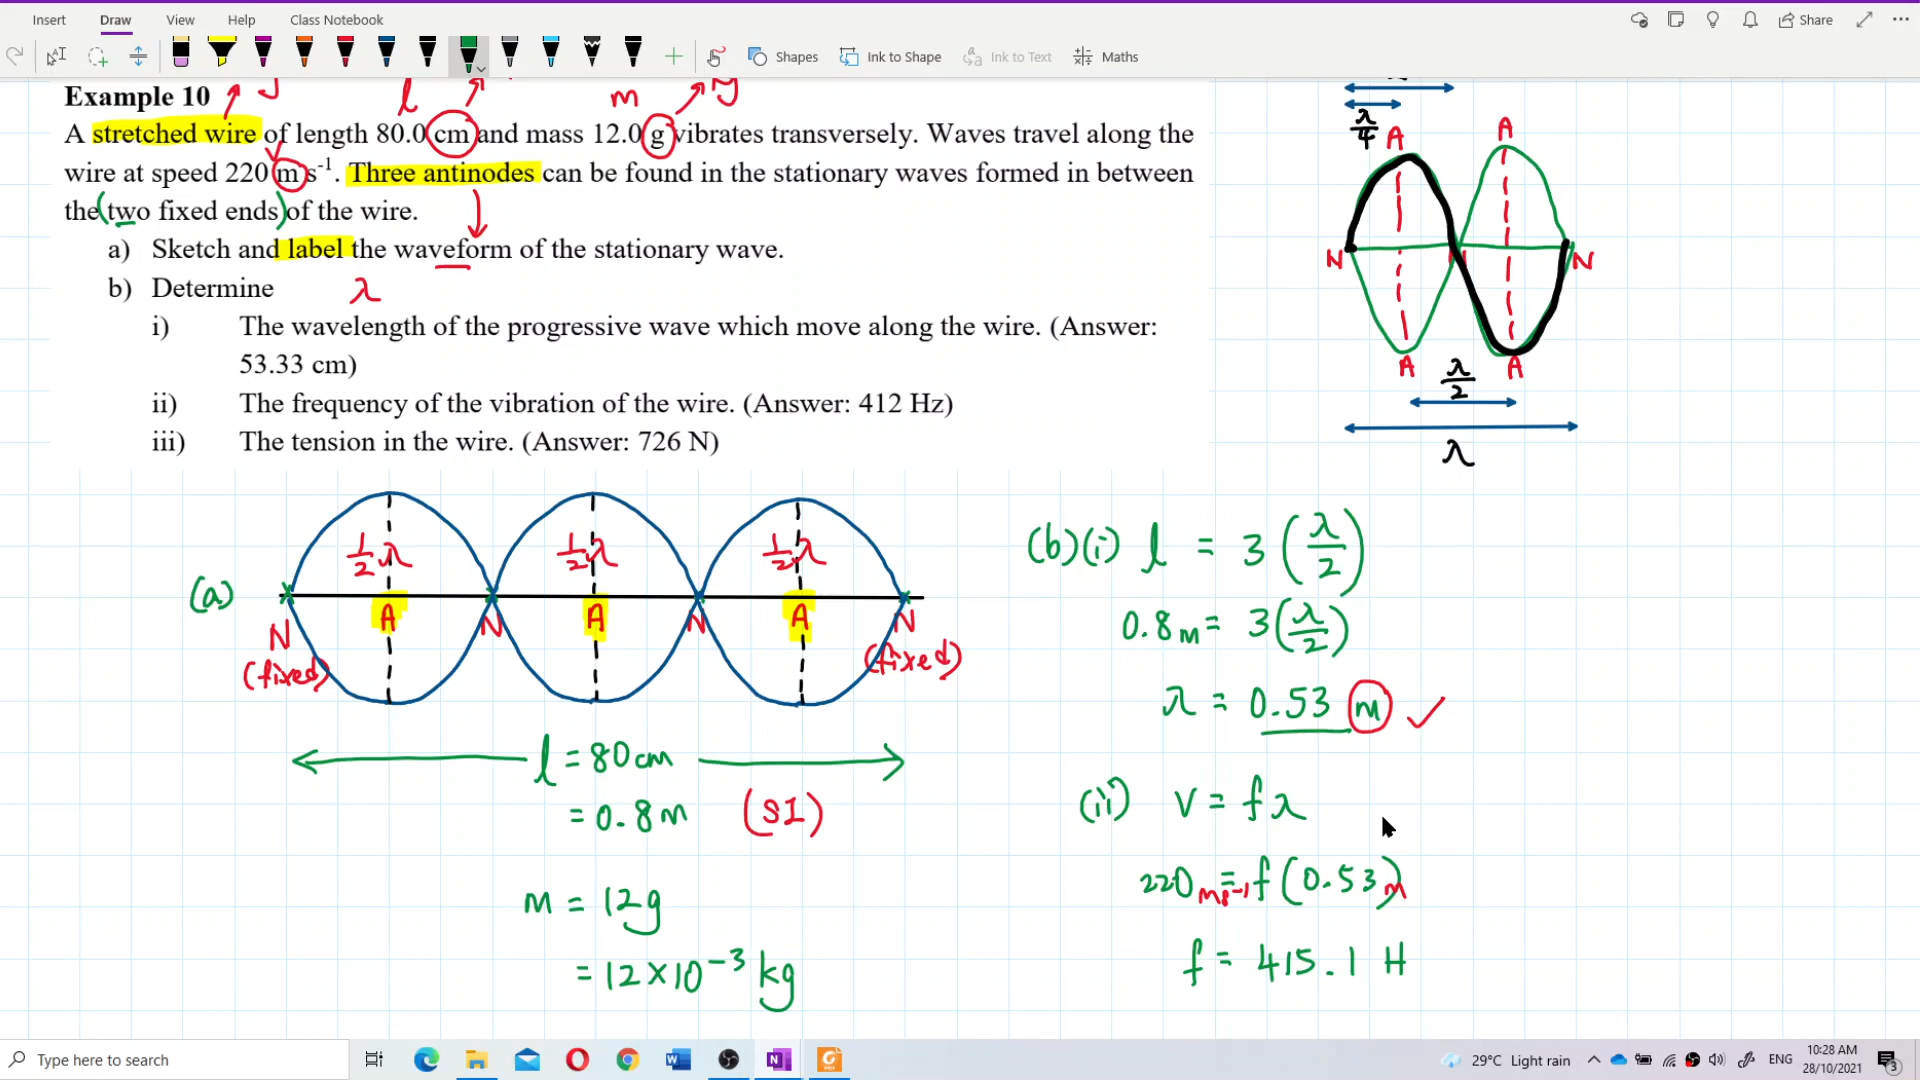 Insert Draw View Help Class Notebook Share
Shapes Ink to Shape Ink to Text Maths
Example 10
l
m
A stretched wire of length 80.0 cm and mass 12.0 g vibrates transversely. Waves travel along the
wire at speed 220 m s⁻¹. Three antinodes can be found in the stationary waves formed in between
the (two fixed ends) of the wire.
a) Sketch and label the waveform of the stationary wave.
b) Determine
λ
i) The wavelength of the progressive wave which move along the wire. (Answer:
53.33 cm)
ii) The frequency of the vibration of the wire. (Answer: 412 Hz)
iii) The tension in the wire. (Answer: 726 N)
λ/4
A A
N N N
A A
λ/2
λ
(a)
½λ ½λ ½λ
N A N A N A N
(fixed) (fixed)
l = 80cm
= 0.8m (SI)
m = 12g
= 12×10⁻³ kg
(b)(i) l = 3(λ/2)
0.8m = 3(λ/2)
λ = 0.53 m
(ii) v = fλ
220 ms⁻¹ = f(0.53)m
f = 415.1 H
Type here to search
29°C Light rain
ENG
10:28 AM
28/10/2021
3